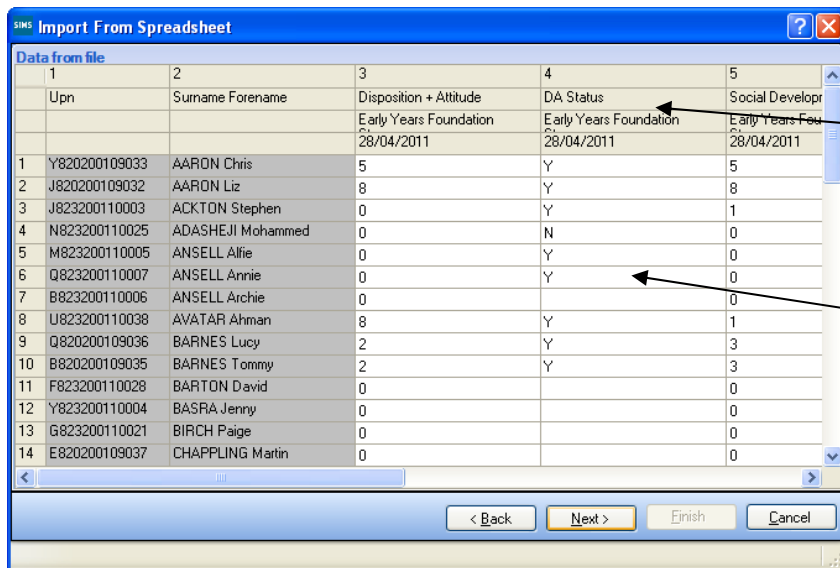 SIMS Import From Spreadsheet
Data from file
1 2 3 4 5
Upn Surname Forename Disposition + Attitude DA Status Social Developm
Early Years Foundation Early Years Foundation Early Years Fou
28/04/2011 28/04/2011 28/04/2011
1 Y820200109033 AARON Chris 5 Y 5
2 J820200109032 AARON Liz 8 Y 8
3 J823200110003 ACKTON Stephen 0 Y 1
4 N823200110025 ADASHEJI Mohammed 0 N 0
5 M823200110005 ANSELL Alfie 0 Y 0
6 Q823200110007 ANSELL Annie 0 Y 0
7 B823200110006 ANSELL Archie 0 0
8 U823200110038 AVATAR Ahman 8 Y 1
9 Q820200109036 BARNES Lucy 2 Y 3
10 B820200109035 BARNES Tommy 2 Y 3
11 F823200110028 BARTON David 0 0
12 Y823200110004 BASRA Jenny 0 0
13 G823200110021 BIRCH Paige 0 0
14 E820200109037 CHAPPLING Martin 0 0
< Back Next > Finish Cancel